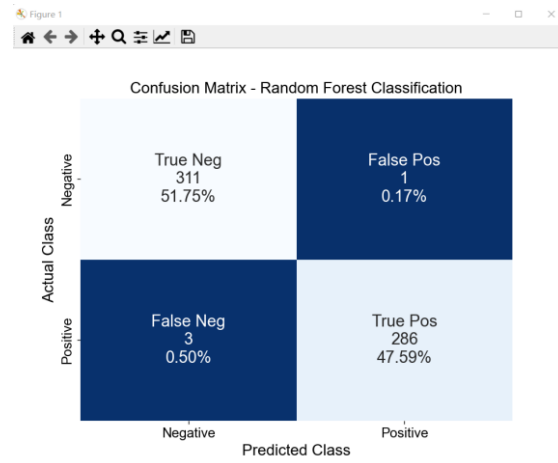 Figure 1
Confusion Matrix - Random Forest Classification
True Neg
311
51.75%
False Pos
1
0.17%
False Neg
3
0.50%
True Pos
286
47.59%
Actual Class
Negative
Positive
Negative
Positive
Predicted Class